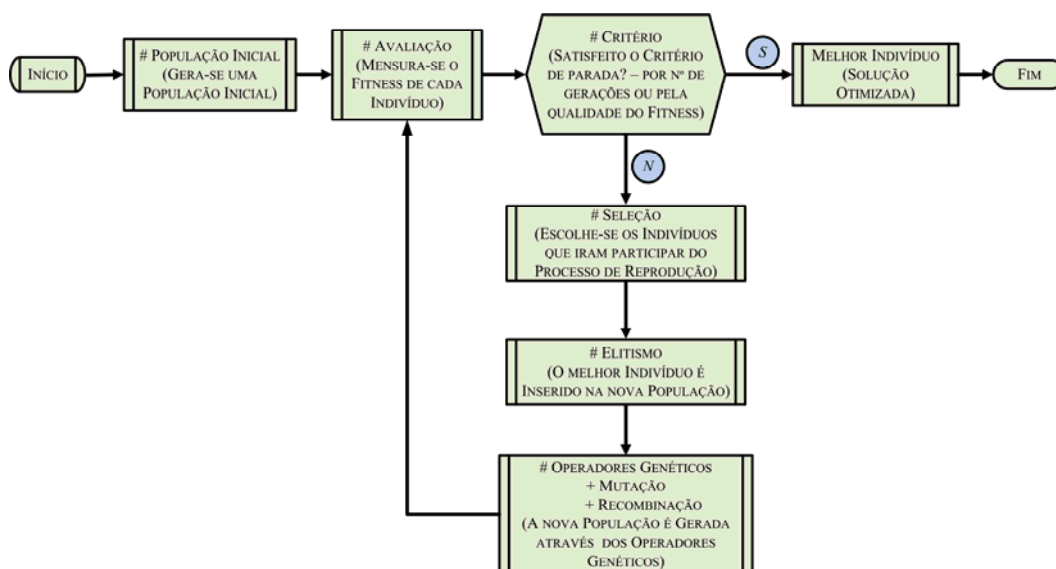 INÍCIO
# POPULAÇÃO INICIAL
(GERA-SE UMA
POPULAÇÃO INICIAL)
# AVALIAÇÃO
(MENSURA-SE O
FITNESS DE CADA
INDIVÍDUO)
# CRITÉRIO
(SATISFEITO O CRITÉRIO
DE PARADA? – POR Nº DE
GERAÇÕES OU PELA
QUALIDADE DO FITNESS)
S
MELHOR INDIVÍDUO
(SOLUÇÃO
OTIMIZADA)
FIM
N
# SELEÇÃO
(ESCOLHE-SE OS INDIVÍDUOS
QUE IRAM PARTICIPAR DO
PROCESSO DE REPRODUÇÃO)
# ELITISMO
(O MELHOR INDIVÍDUO É
INSERIDO NA NOVA POPULAÇÃO)
# OPERADORES GENÉTICOS
+ MUTAÇÃO
+ RECOMBINAÇÃO
(A NOVA POPULAÇÃO É GERADA
ATRAVÉS DOS OPERADORES
GENÉTICOS)